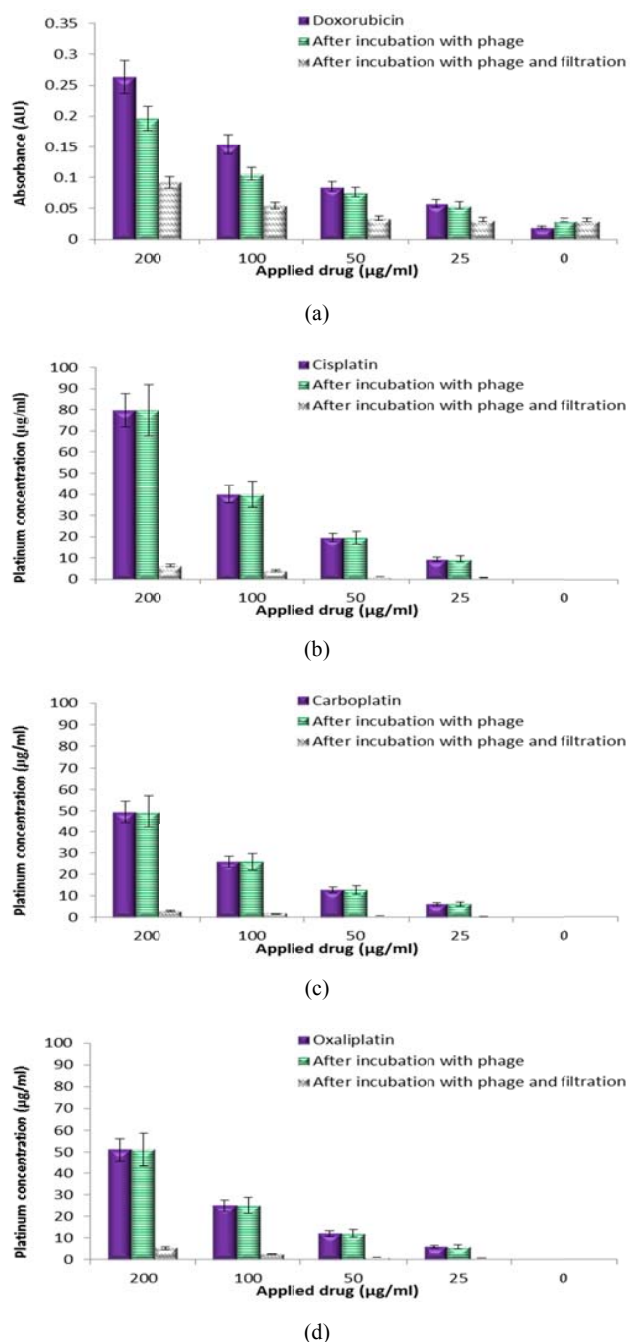 Doxorubicin
After incubation with phage
After incubation with phage and filtration
Absorbance (AU)
0.35
0.3
0.25
0.2
0.15
0.1
0.05
0
200 100 50 25 0
Applied drug (µg/ml)
(a)
Cisplatin
After incubation with phage
After incubation with phage and filtration
Platinum concentration (µg/ml)
100
90
80
70
60
50
40
30
20
10
0
200 100 50 25 0
Applied drug (µg/ml)
(b)
Carboplatin
After incubation with phage
After incubation with phage and filtration
Platinum concentration (µg/ml)
100
90
80
70
60
50
40
30
20
10
0
200 100 50 25 0
Applied drug (µg/ml)
(c)
Oxaliplatin
After incubation with phage
After incubation with phage and filtration
Platinum concentration (µg/ml)
100
90
80
70
60
50
40
30
20
10
0
200 100 50 25 0
Applied drug (µg/ml)
(d)